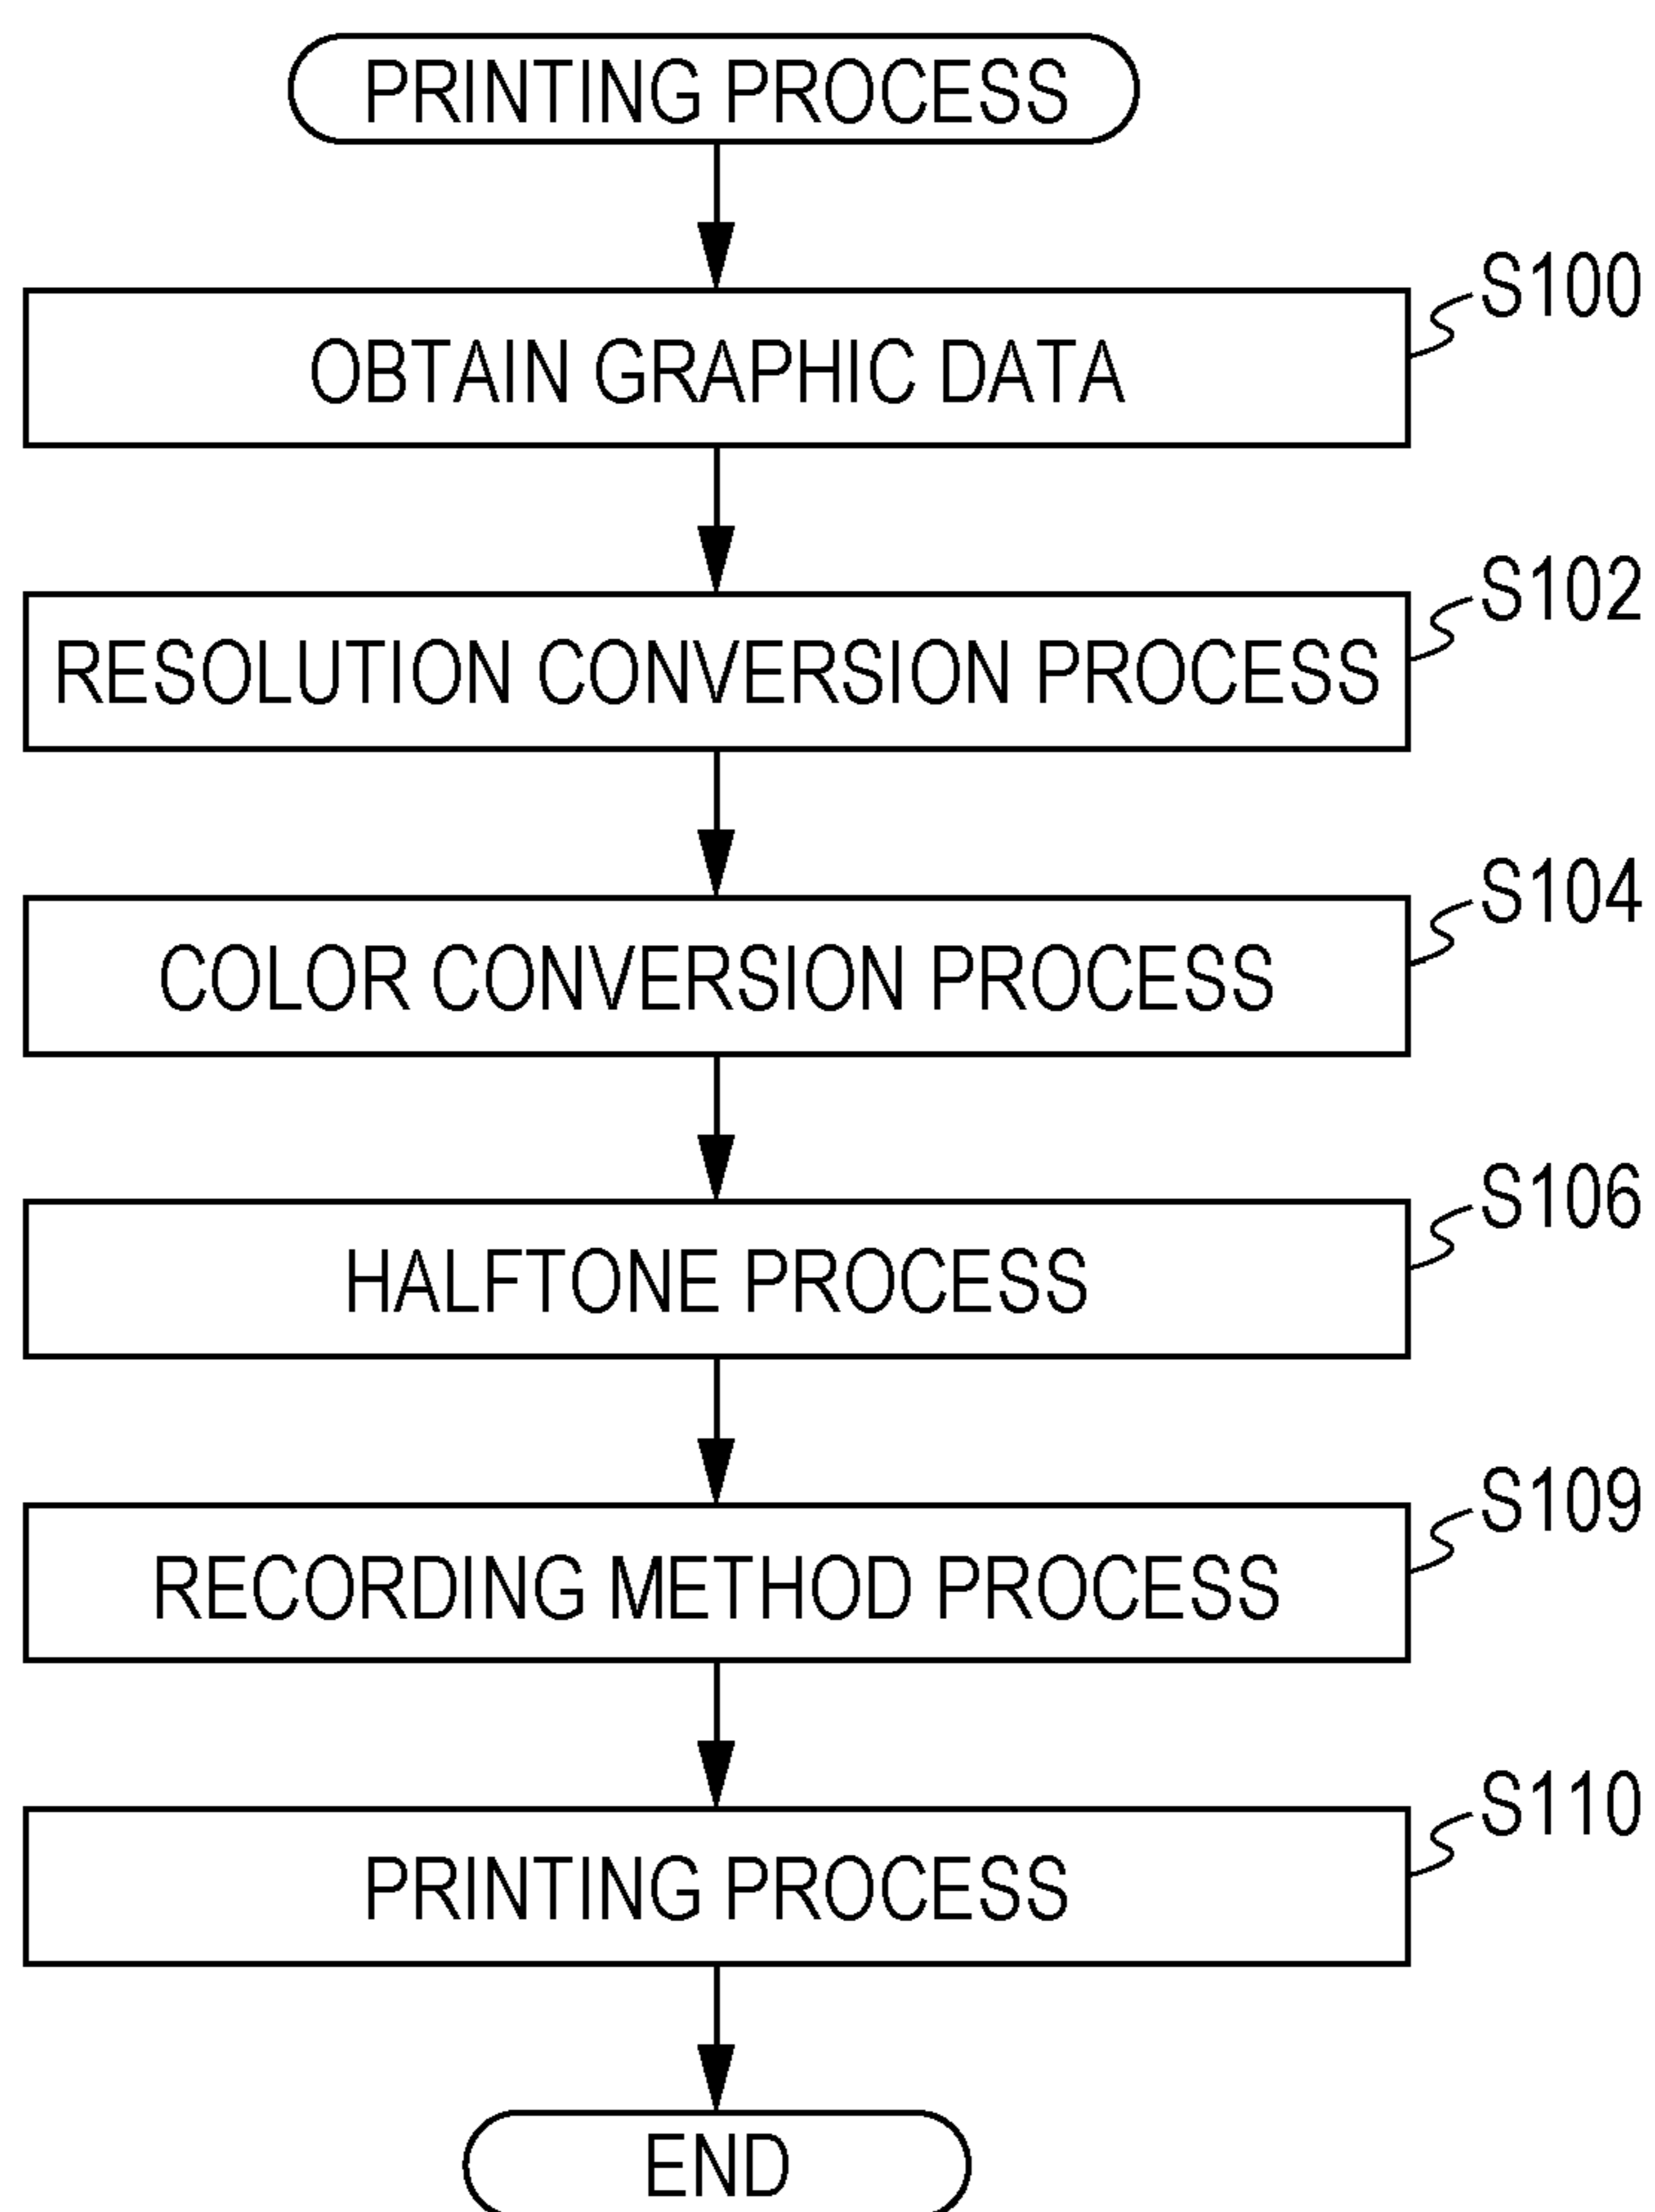 PRINTING PROCESS
S100
OBTAIN GRAPHIC DATA
S102
RESOLUTION CONVERSION PROCESS
S104
COLOR CONVERSION PROCESS
S106
HALFTONE PROCESS
S109
RECORDING METHOD PROCESS
S110
PRINTING PROCESS
END